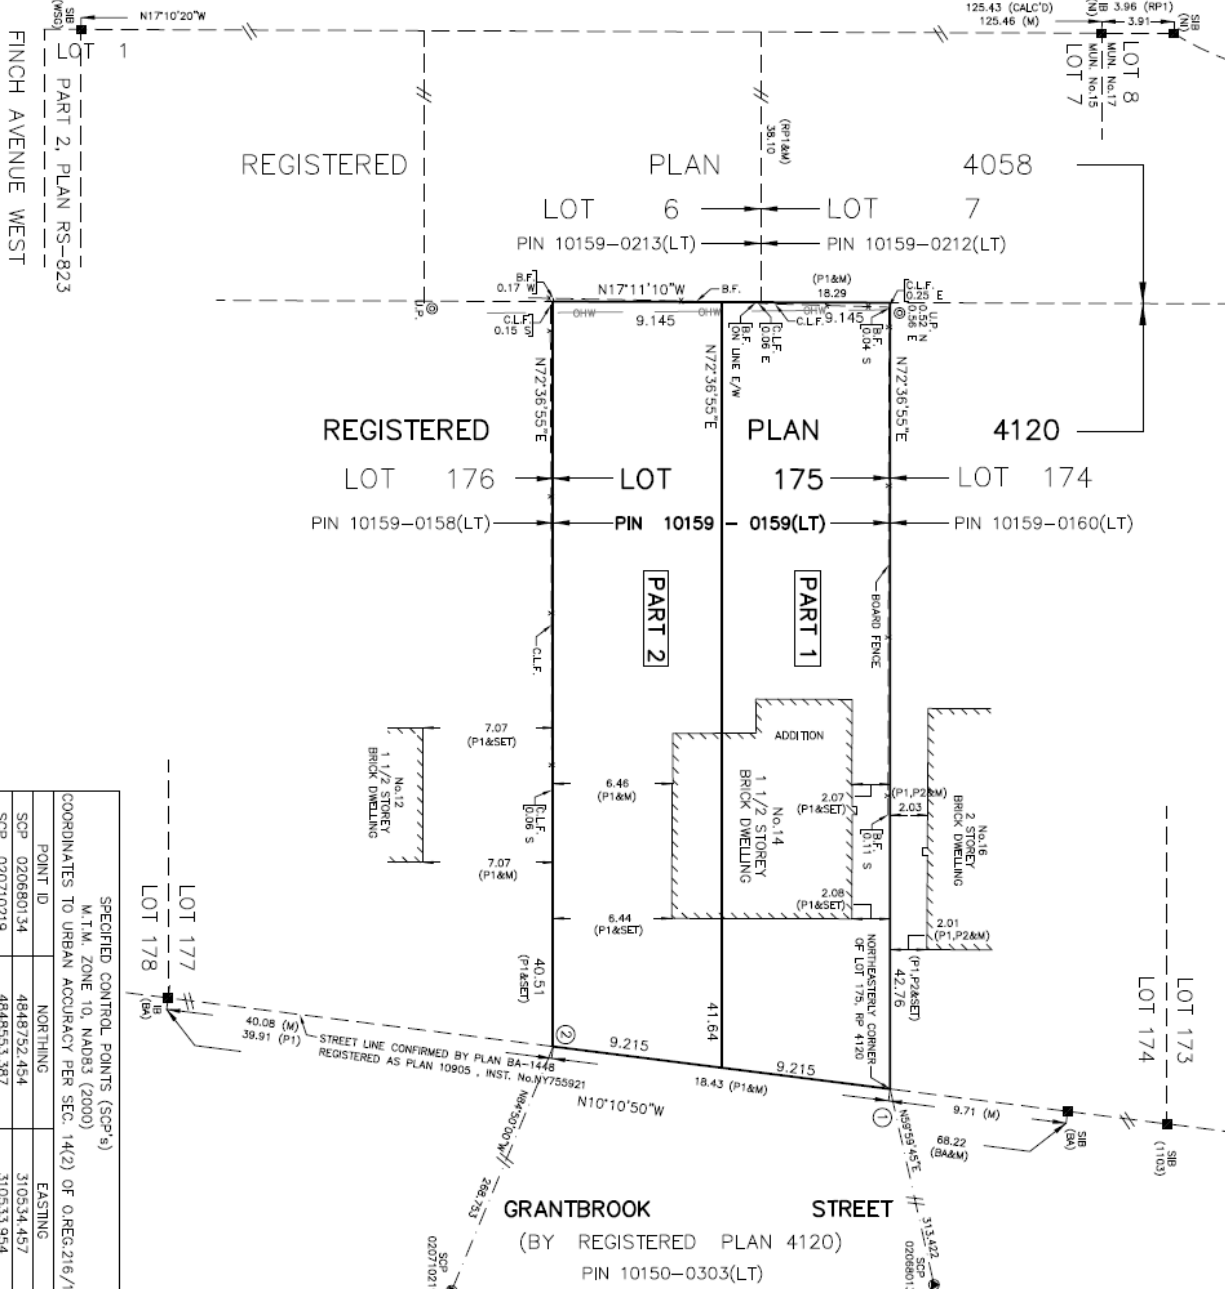 SIB
(WSG)
N17°10'20"W
125.43 (CALC'D)
125.46 (M)
IB
(NI)
3.96 (RP1)
3.91
SIB
(NI)
LOT 1
PART 2, PLAN RS-823
FINCH AVENUE WEST
LOT 8
MUN. No.17
MUN. No.15
LOT 7
(RP1&M)
38.10
REGISTERED PLAN 4058
LOT 6
LOT 7
PIN 10159-0213(LT)
PIN 10159-0212(LT)
B.F.
0.17 W
N17°11'10"W
B.F.
(P1&M)
18.29
C.L.F.
0.25 E
U.P.
C.L.F.
0.15 S
OHW
9.145
OHW
C.L.F.
9.145
U.P.
0.52 N
0.56 E
B.F.
ON LINE E/W
C.L.F.
0.06 E
B.F.
0.04 S
N72°36'55"E
N72°36'55"E
N72°36'55"E
REGISTERED PLAN 4120
LOT 176
LOT 175
LOT 174
PIN 10159-0158(LT)
PIN 10159-0159(LT)
PIN 10159-0160(LT)
PART 2
PART 1
BOARD FENCE
C.L.F.
7.07
(P1&SET)
No.12
1 1/2 STOREY
BRICK DWELLING
7.07
(P1&M)
6.46
(P1&M)
C.L.F.
0.06 S
6.44
(P1&SET)
ADDITION
No.14
1 1/2 STOREY
BRICK DWELLING
2.07
(P1&SET)
2.08
(P1&SET)
B.F.
0.11 S
(P1,P2&M)
2.03
No.16
2 STOREY
BRICK DWELLING
2.01
(P1,P2&M)
NORTHEASTERLY CORNER
OF LOT 175, RP 4120
(P1,P2&SET)
42.76
40.51
(P1&SET)
41.64
LOT 177
LOT 178
LOT 173
LOT 174
IB
(BA)
40.08 (M)
39.91 (P1)
STREET LINE CONFIRMED BY PLAN BA-1448
REGISTERED AS PLAN 10905 , INST. No.NY755921
2
9.215
9.215
18.43 (P1&M)
N10°10'50"W
1
9.71 (M)
68.22
(BA&M)
SIB
(BA)
SIB
(1103)
N84°50'00"W
268.753
SCP
N59°59'45"E
313.422
SCP
GRANTBROOK STREET
(BY REGISTERED PLAN 4120)
PIN 10150-0303(LT)
SPECIFIED CONTROL POINTS (SCP's)
M.T.M. ZONE 10, NAD83 (2000)
COORDINATES TO URBAN ACCURACY PER SEC. 14(2) OF O.REG.216/1
POINT ID NORTHING EASTING
SCP 020680134 4848752.454 310534.457
SCP 020710219 4848553.387 310533.954